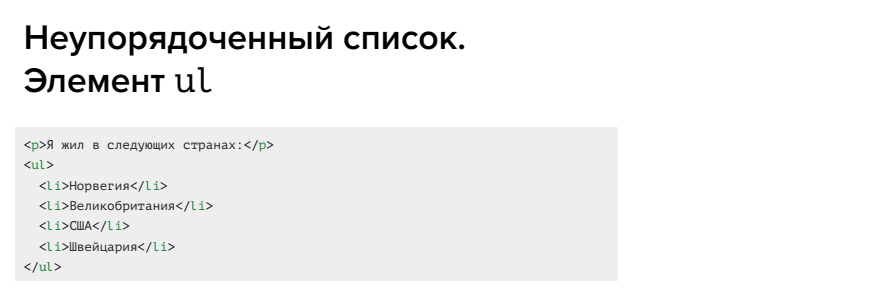 Неупорядоченный список.
Элемент ul
<p>Я жил в следующих странах:</p>
<ul>
  <li>Норвегия</li>
  <li>Великобритания</li>
  <li>США</li>
  <li>Швейцария</li>
</ul>